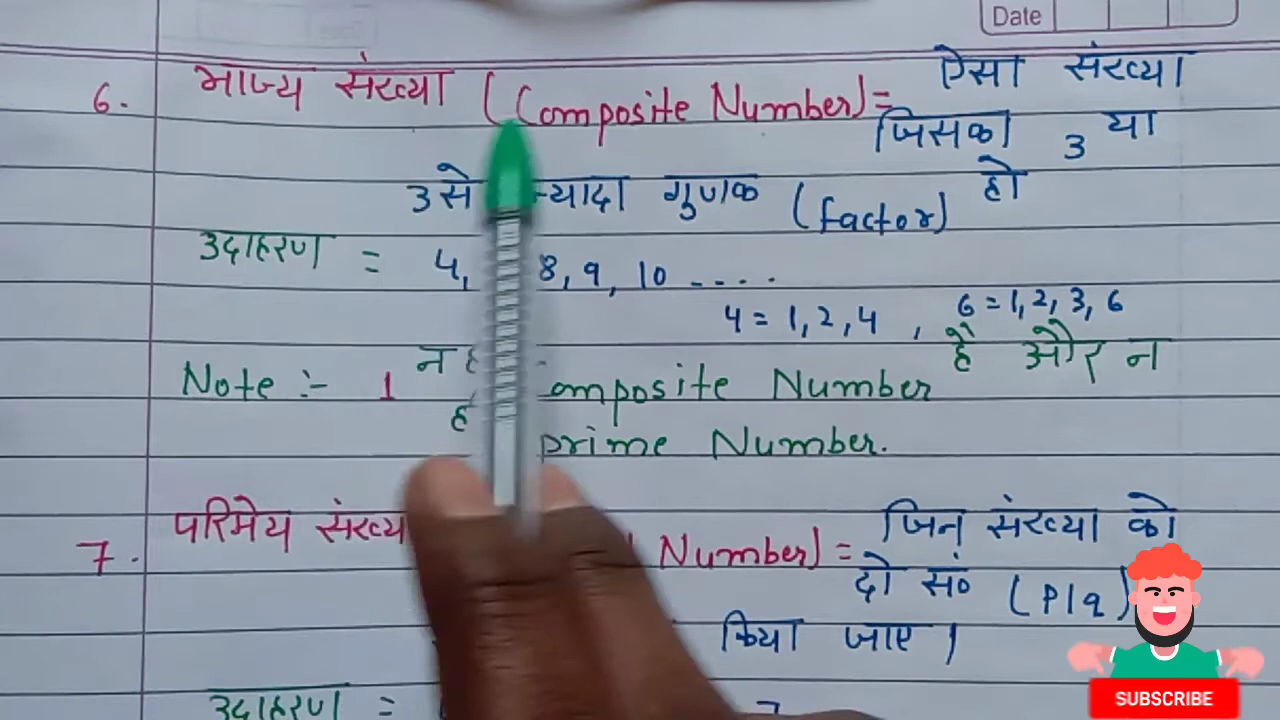 Date
6. भाज्य संख्या (Composite Number) = ऐसा संख्या
जिसका 3 या
3 से गुणक (factor) हो
उदाहरण = 4, 8, 9, 10 ....
4 = 1, 2, 4 , 6 = 1, 2, 3, 6
Note :- 1 न omposite Number है और न
prime Number.
7. परिमेय संख्य Number) = जिन संख्या को
दो सं० (P/q)
किया जाए।
उदाहरण =
SUBSCRIBE